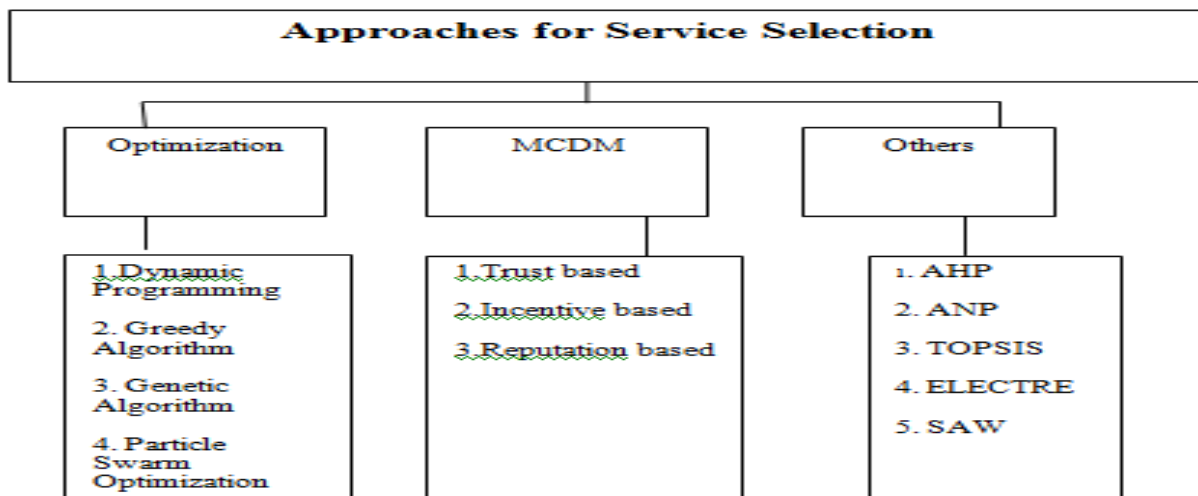 Approaches for Service Selection
Optimization
MCDM
Others
1.Dynamic
Programming
2. Greedy
Algorithm
3. Genetic
Algorithm
4. Particle
Swarm
Optimization
1.Trust based
2.Incentive based
3.Reputation based
1. AHP
2. ANP
3. TOPSIS
4. ELECTRE
5. SAW